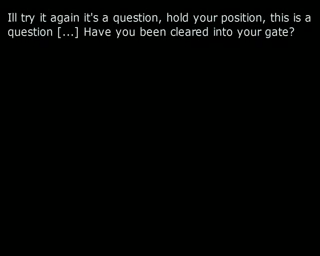 Ill try it again it's a question, hold your position, this is a
question [...] Have you been cleared into your gate?